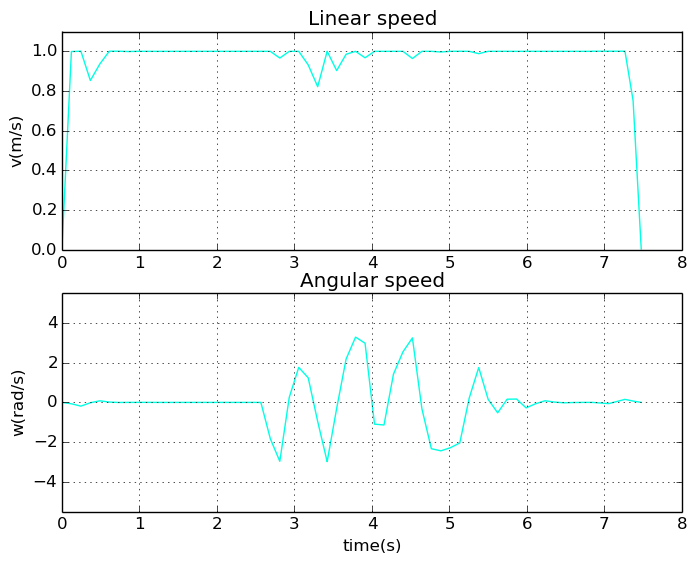 Linear speed
1.0
0.8
0.6
0.4
0.2
0.0
v(m/s)
0 1 2 3 4 5 6 7 8
Angular speed
4
2
0
−2
−4
w(rad/s)
0 1 2 3 4 5 6 7 8
time(s)